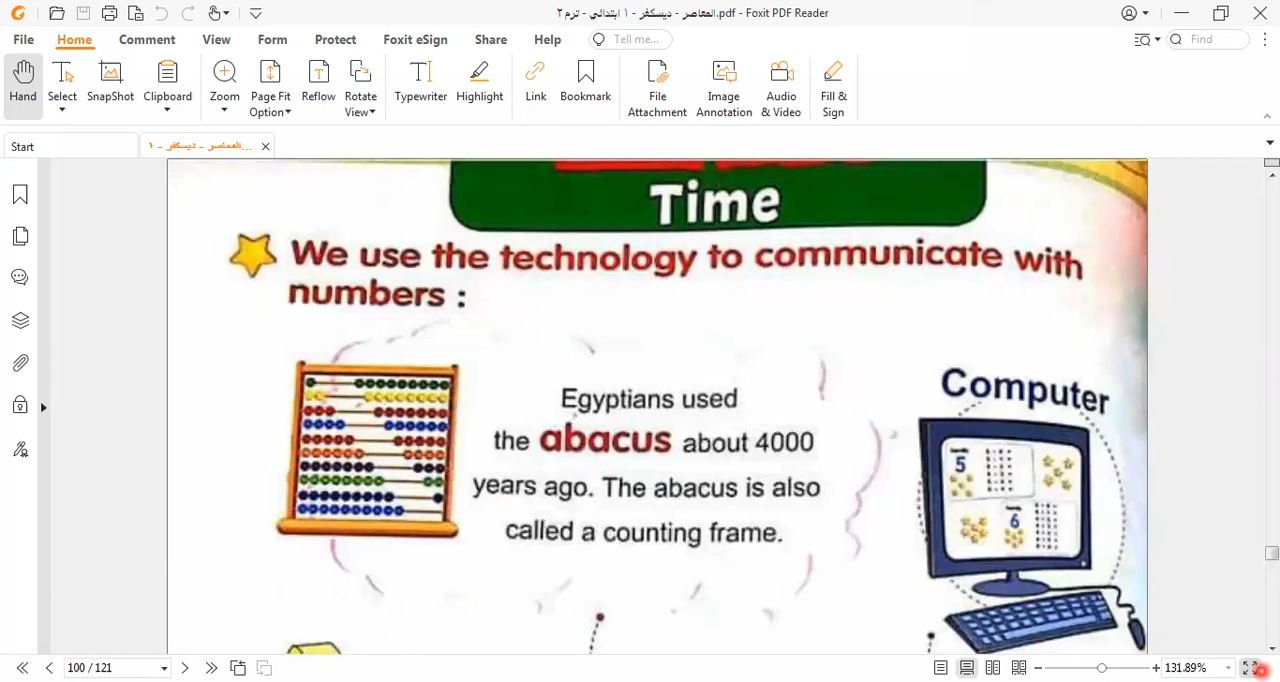 المعاصر - ديسكفر - ١ ابتدائي - ترم٢.pdf - Foxit PDF Reader
File Home Comment View Form Protect Foxit eSign Share Help Tell me... Find
Hand Select SnapShot Clipboard Zoom Page Fit Option Reflow Rotate View Typewriter Highlight Link Bookmark File Attachment Image Annotation Audio & Video Fill & Sign
Start
المعاصر - ديسكفر - ١...
Time
We use the technology to communicate with
numbers :
Egyptians used
the abacus about 4000
years ago. The abacus is also
called a counting frame.
Computer
5
6
100 / 121
131.89%